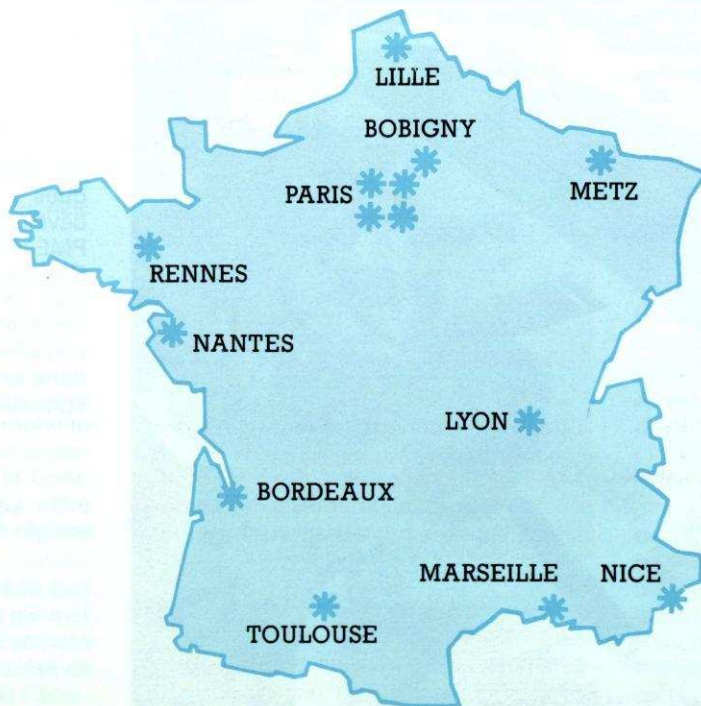 LILLE
BOBIGNY
PARIS
METZ
RENNES
NANTES
LYON
BORDEAUX
MARSEILLE
NICE
TOULOUSE